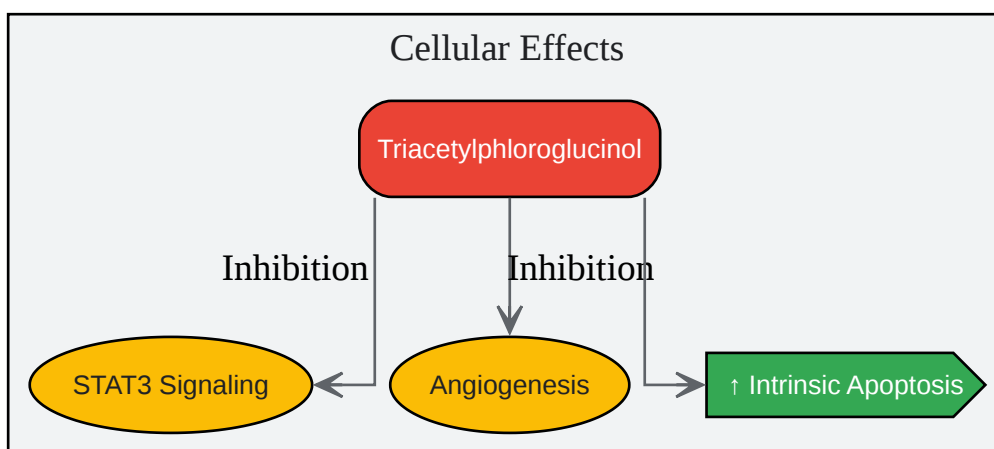 Cellular Effects
Triacetylphloroglucinol
Inhibition
Inhibition
STAT3 Signaling
Angiogenesis
↑ Intrinsic Apoptosis